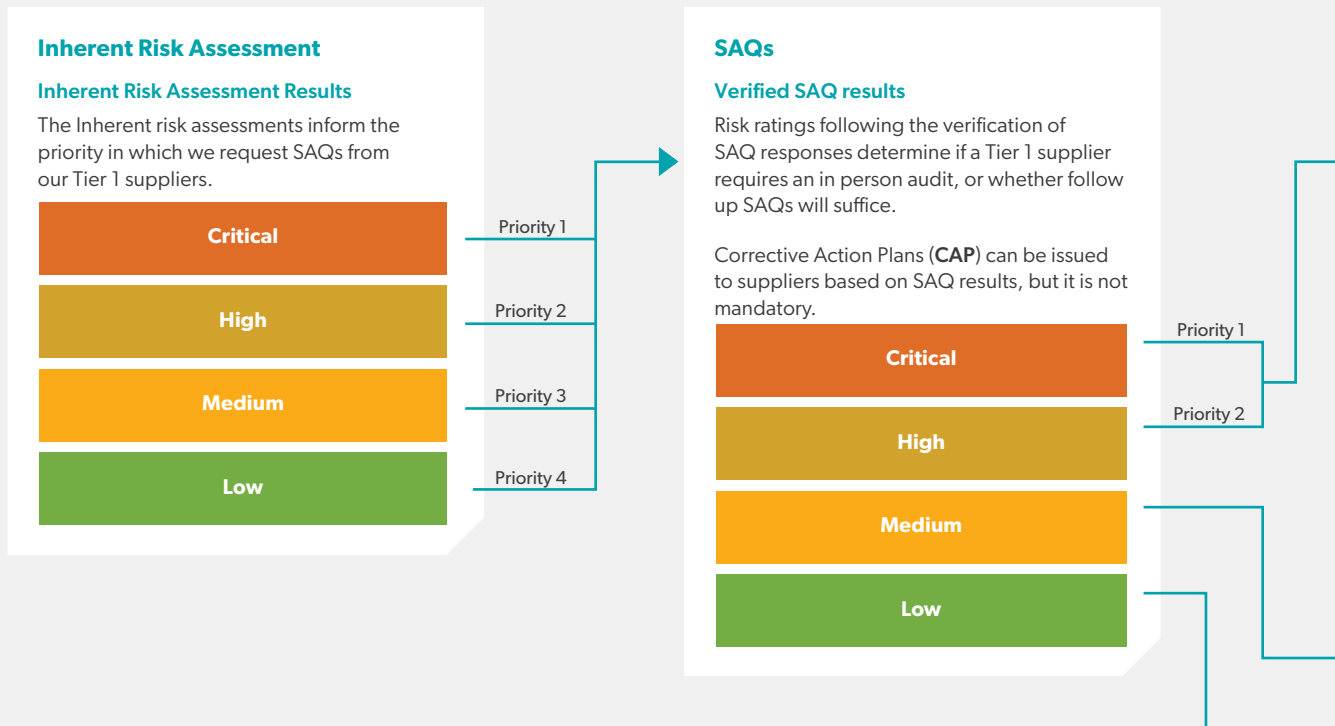 Inherent Risk Assessment
Inherent Risk Assessment Results
The Inherent risk assessments inform the
priority in which we request SAQs from
our Tier 1 suppliers.
Critical
Priority 1
High
Priority 2
Medium
Priority 3
Low
Priority 4
SAQs
Verified SAQ results
Risk ratings following the verification of
SAQ responses determine if a Tier 1 supplier
requires an in person audit, or whether follow
up SAQs will suffice.
Corrective Action Plans (CAP) can be issued
to suppliers based on SAQ results, but it is not
mandatory.
Critical
Priority 1
High
Priority 2
Medium
Low